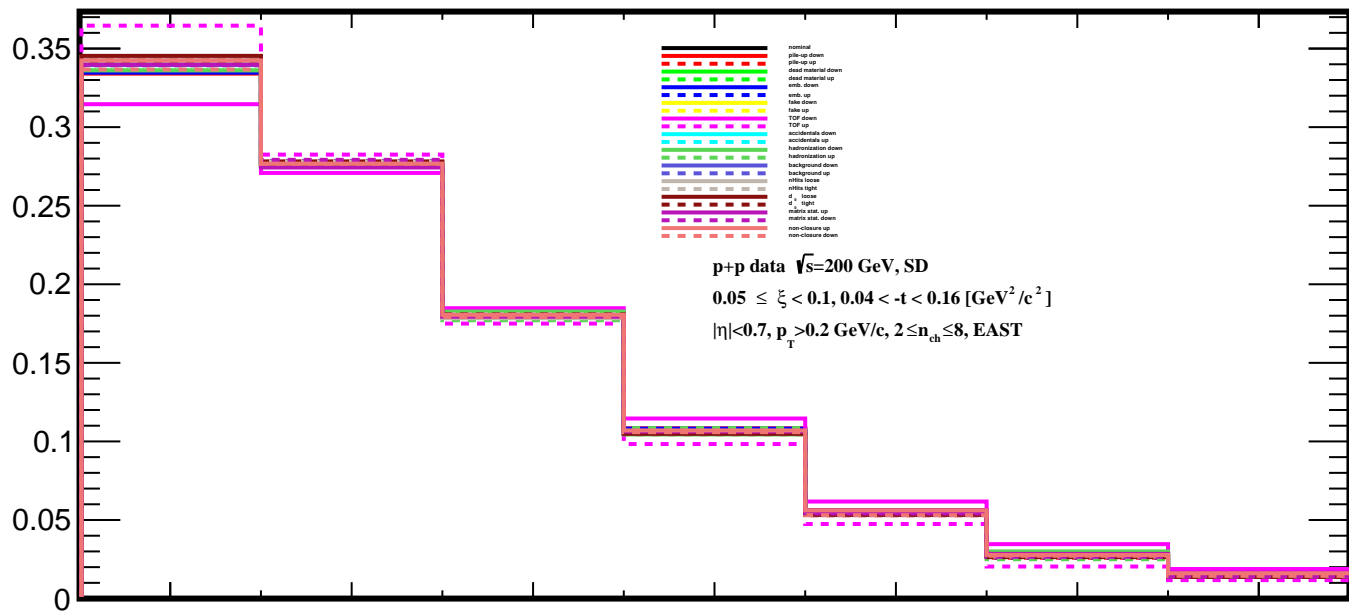 0.35
0.3
0.25
0.2
0.15
0.1
0.05
0
nominal
pile-up down
pile-up up
dead material down
dead material up
emb. down
emb. up
fake down
fake up
TOF down
TOF up
accidentals down
accidentals up
hadronization down
hadronization up
background down
background up
nHits loose
nHits tight
d₀ loose
d₀ tight
matrix stat. up
matrix stat. down
non-closure up
non-closure down
p+p data √s=200 GeV, SD
0.05 ≤ ξ < 0.1, 0.04 < -t < 0.16 [GeV²/c²]
|η|<0.7, p_T>0.2 GeV/c, 2≤n_ch≤8, EAST